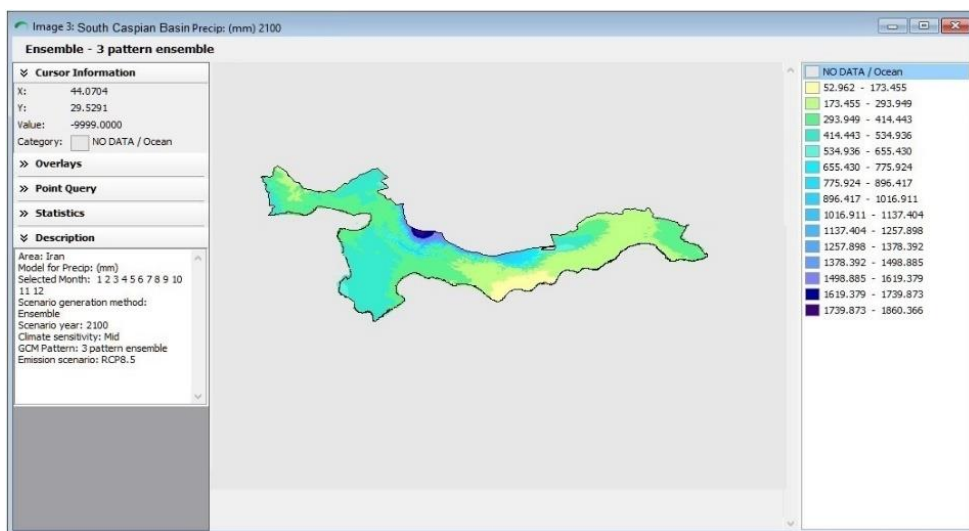 Image 3: South Caspian Basin Precip: (mm) 2100
Ensemble - 3 pattern ensemble
Cursor Information
X: 44.0704
Y: 29.5291
Value: -9999.0000
Category: NO DATA / Ocean
Overlays
Point Query
Statistics
Description
Area: Iran
Model for Precip: (mm)
Selected Month: 1 2 3 4 5 6 7 8 9 10
11 12
Scenario generation method:
Ensemble
Scenario year: 2100
Climate sensitivity: Mid
GCM Pattern: 3 pattern ensemble
Emission scenario: RCP8.5
NO DATA / Ocean
52.962 - 173.455
173.455 - 293.949
293.949 - 414.443
414.443 - 534.936
534.936 - 655.430
655.430 - 775.924
775.924 - 896.417
896.417 - 1016.911
1016.911 - 1137.404
1137.404 - 1257.898
1257.898 - 1378.392
1378.392 - 1498.885
1498.885 - 1619.379
1619.379 - 1739.873
1739.873 - 1860.366